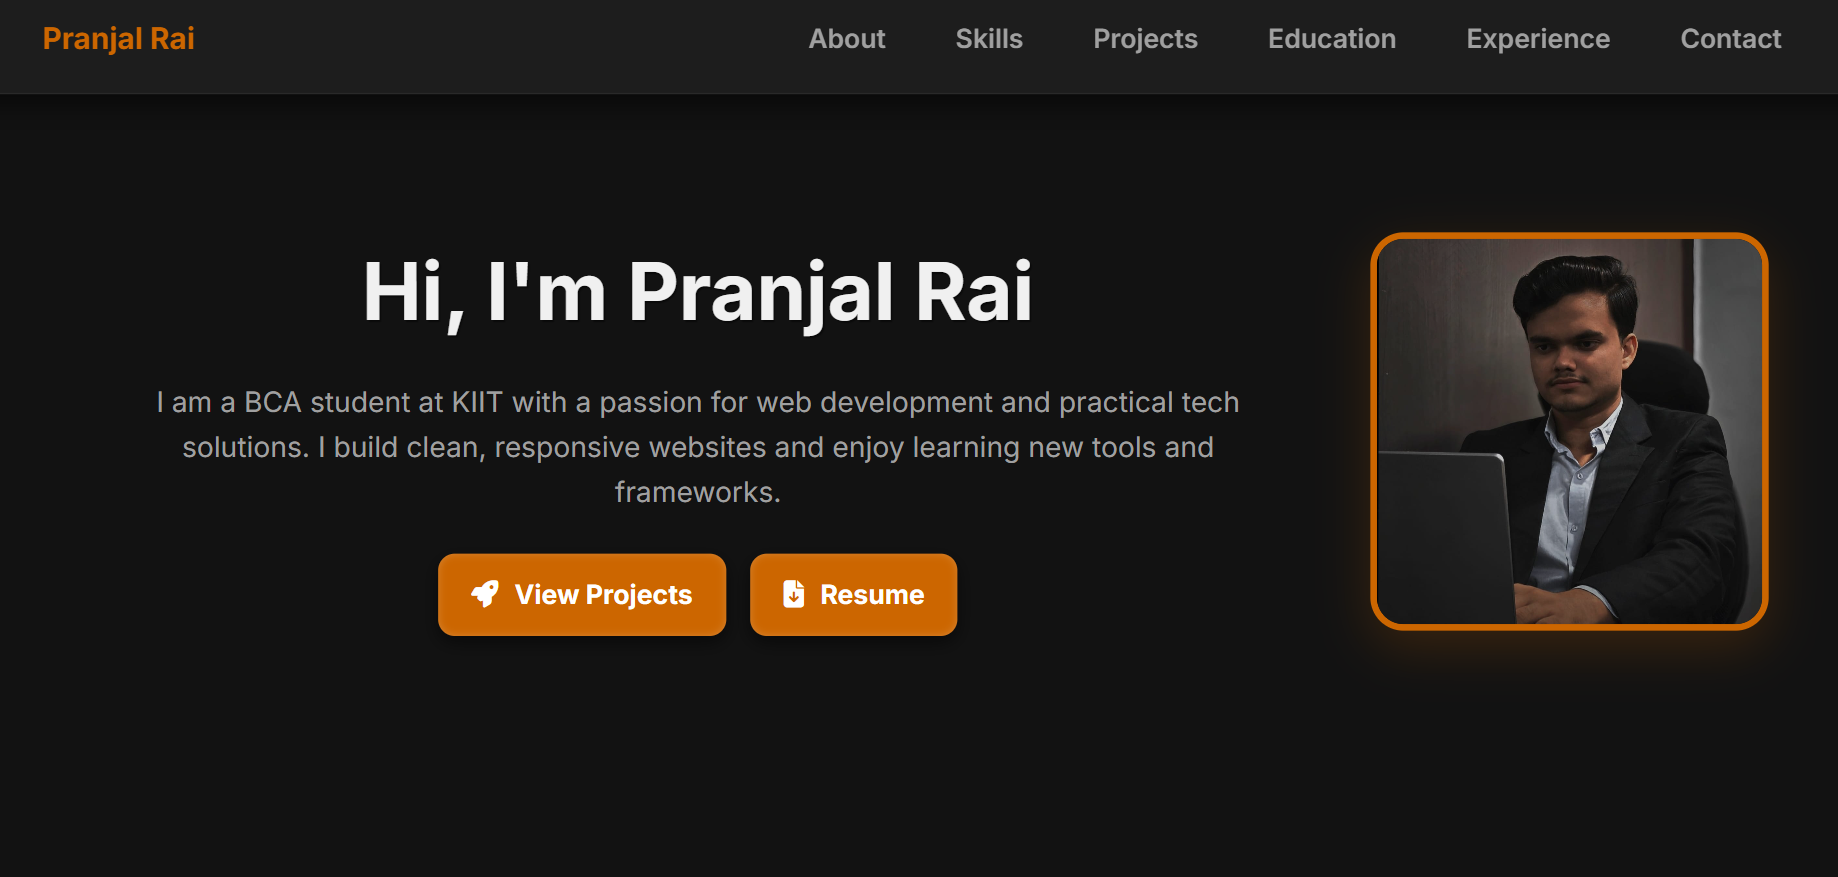 Pranjal Rai
About Skills Projects Education Experience Contact
Hi, I'm Pranjal Rai
I am a BCA student at KIIT with a passion for web development and practical tech
solutions. I build clean, responsive websites and enjoy learning new tools and
frameworks.
View Projects
Resume